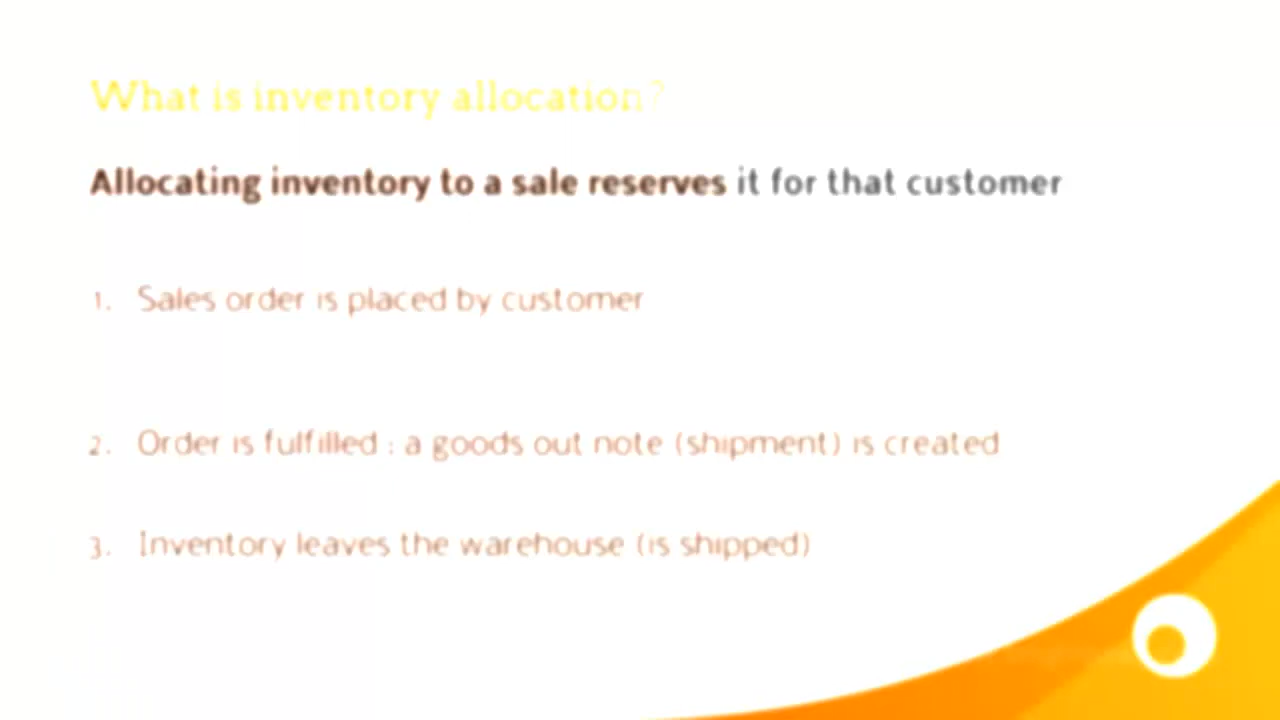 What is inventory allocation?
Allocating inventory to a sale reserves it for that customer
1. Sales order is placed by customer
2. Order is fulfilled : a goods out note (shipment) is created
3. Inventory leaves the warehouse (is shipped)